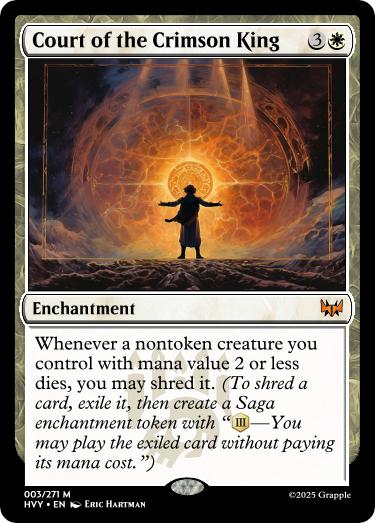 Court of the Crimson King 3
Enchantment
Whenever a nontoken creature you
control with mana value 2 or less
dies, you may shred it. (To shred a
card, exile it, then create a Saga
enchantment token with “III—You
may play the exiled card without paying
its mana cost.”)
003/271 M
HVY • EN Eric Hartman
©2025 Grapple